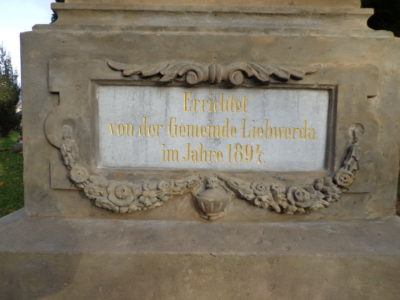 Errichtet
von der Gemeinde Liebwerda
im Jahre 1894.